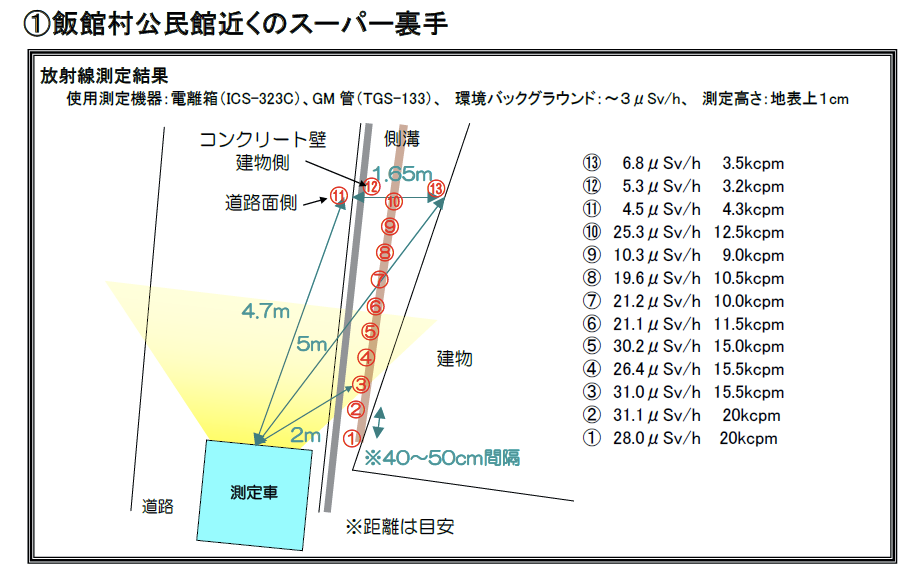 ①飯館村公民館近くのスーパー裏手
放射線測定結果
使用測定機器：電離箱（ICS-323C）、GM管（TGS-133）、 環境バックグラウンド：～3μSv/h、 測定高さ：地表上1cm
コンクリート壁
建物側
道路面側
側溝
1.65m
⑪
⑫
⑬
⑩
⑨
⑧
⑦
⑥
⑤
④
③
②
①
4.7m
5m
2m
建物
※40～50cm間隔
測定車
道路
※距離は目安
⑬ 6.8μSv/h 3.5kcpm
⑫ 5.3μSv/h 3.2kcpm
⑪ 4.5μSv/h 4.3kcpm
⑩ 25.3μSv/h 12.5kcpm
⑨ 10.3μSv/h 9.0kcpm
⑧ 19.6μSv/h 10.5kcpm
⑦ 21.2μSv/h 10.0kcpm
⑥ 21.1μSv/h 11.5kcpm
⑤ 30.2μSv/h 15.0kcpm
④ 26.4μSv/h 15.5kcpm
③ 31.0μSv/h 15.5kcpm
② 31.1μSv/h 20kcpm
① 28.0μSv/h 20kcpm